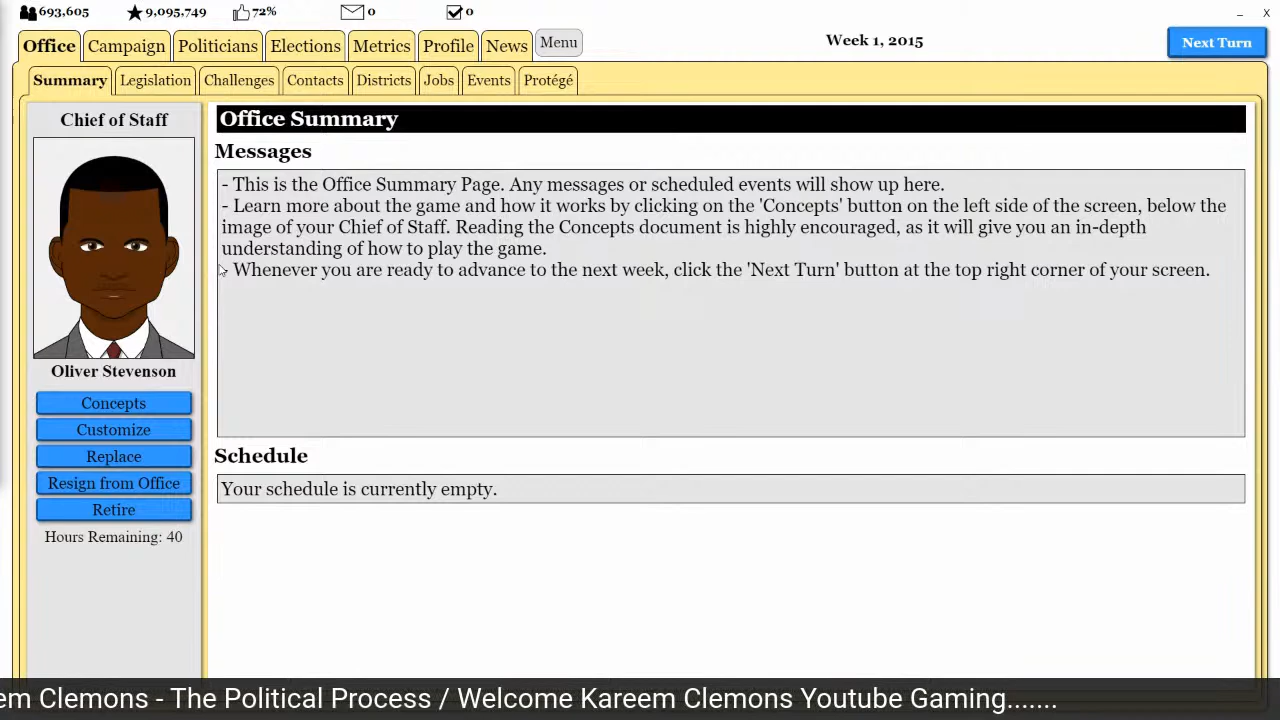 693,605 9,095,749 72% 0 0
_ X
Office Campaign Politicians Elections Metrics Profile News Menu
Week 1, 2015
Next Turn
Summary Legislation Challenges Contacts Districts Jobs Events Protégé
Chief of Staff
Oliver Stevenson
Concepts
Customize
Replace
Resign from Office
Retire
Hours Remaining: 40
Office Summary
Messages
- This is the Office Summary Page. Any messages or scheduled events will show up here.
- Learn more about the game and how it works by clicking on the 'Concepts' button on the left side of the screen, below the
image of your Chief of Staff. Reading the Concepts document is highly encouraged, as it will give you an in-depth
understanding of how to play the game.
- Whenever you are ready to advance to the next week, click the 'Next Turn' button at the top right corner of your screen.
Schedule
Your schedule is currently empty.
em Clemons - The Political Process / Welcome Kareem Clemons Youtube Gaming.......